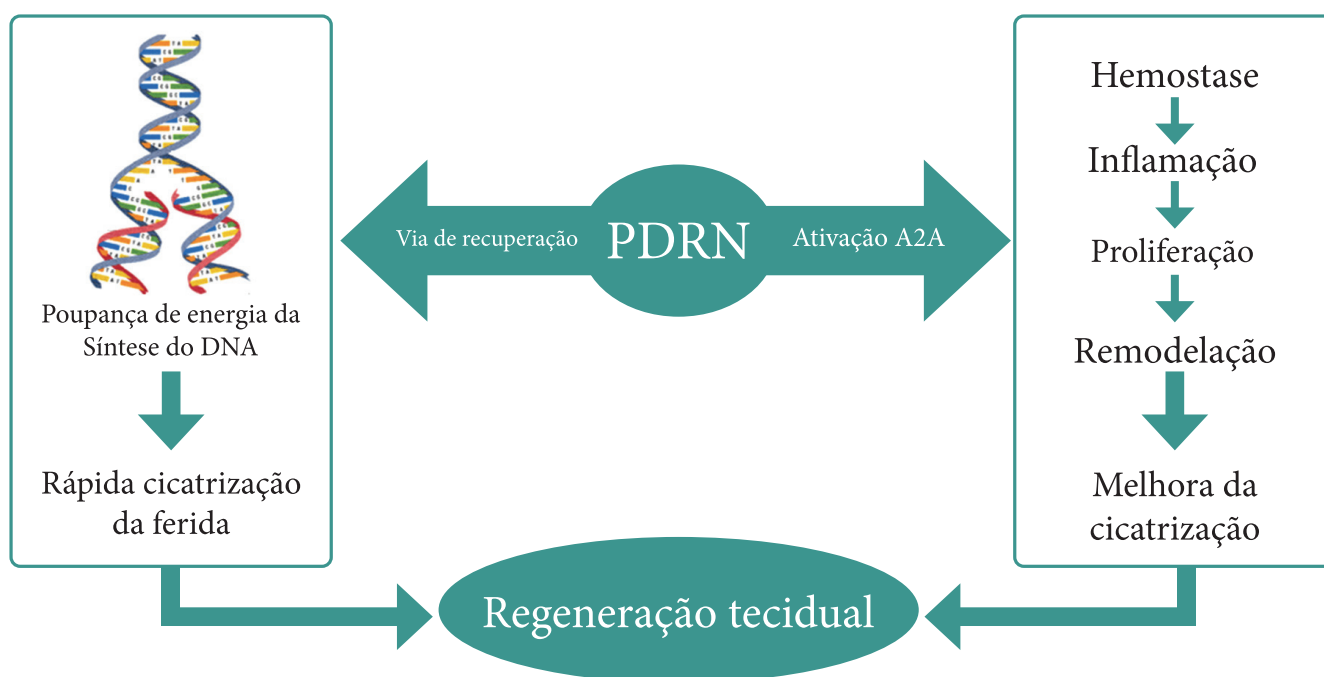 Poupança de energia da
Síntese do DNA
Rápida cicatrização
da ferida
Via de recuperação
PDRN
Ativação A2A
Hemostase
Inflamação
Proliferação
Remodelação
Melhora da
cicatrização
Regeneração tecidual